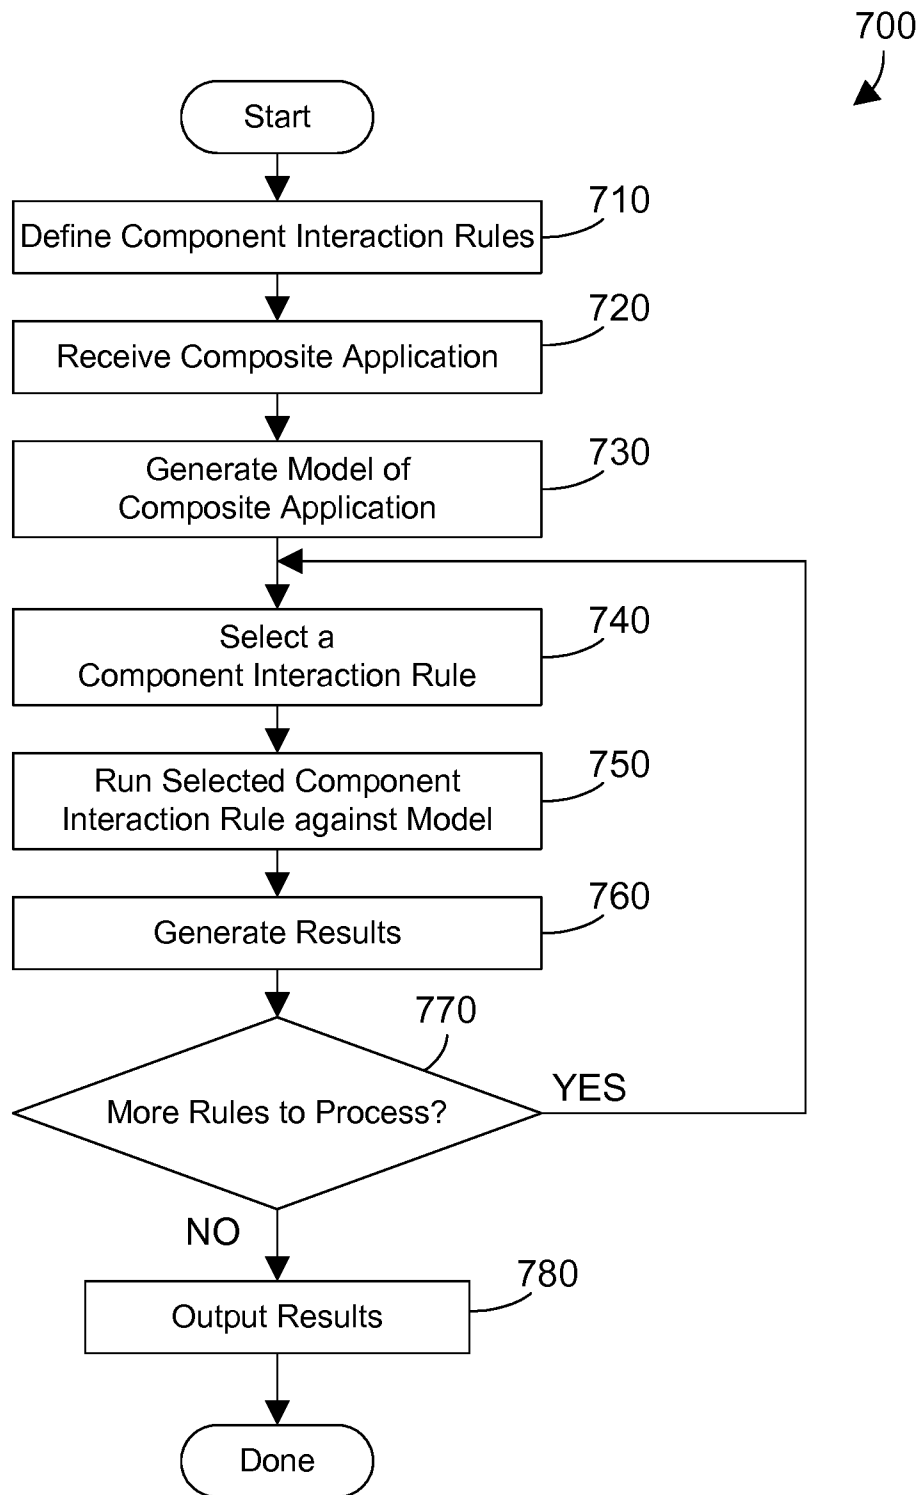 700
Start
710
Define Component Interaction Rules
720
Receive Composite Application
730
Generate Model of
Composite Application
740
Select a
Component Interaction Rule
750
Run Selected Component
Interaction Rule against Model
760
Generate Results
770
More Rules to Process?
YES
NO
780
Output Results
Done